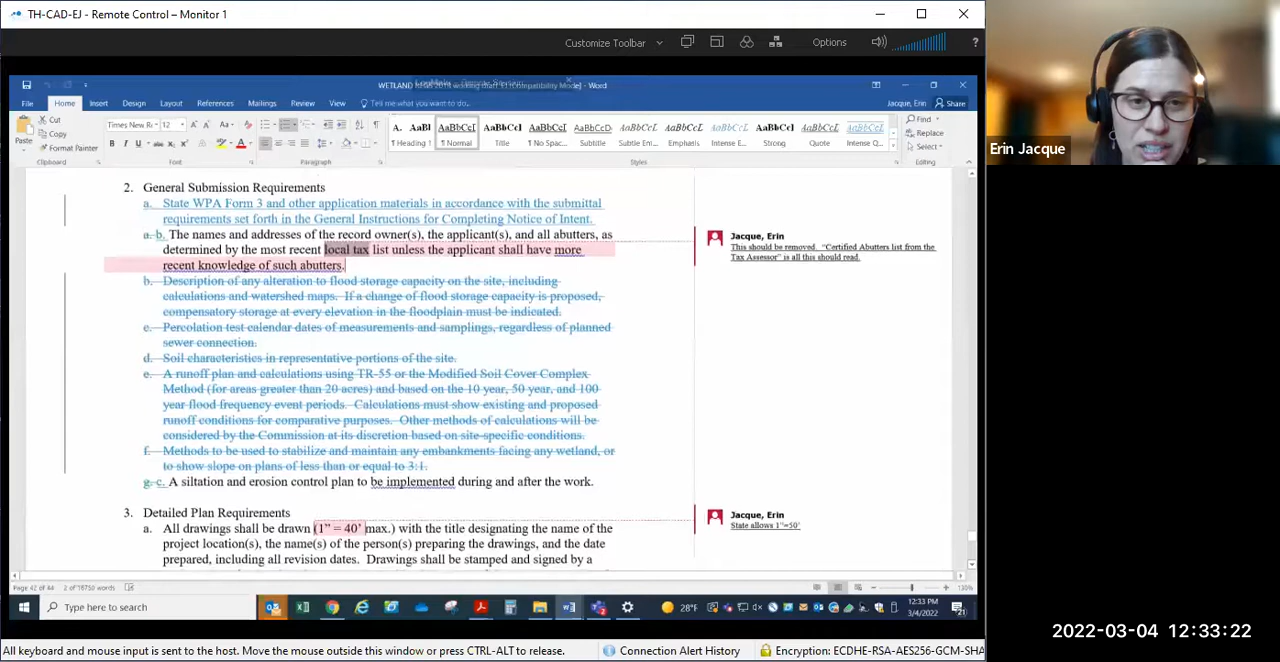 TH-CAD-EJ - Remote Control – Monitor 1
Customize Toolbar
Options
?
WETLAND
(Compatibility Mode) - Word
File Home Insert Design Layout References Mailings Review View Tell me what you want to do..
Jacque, Erin Share
Paste
Cut
Copy
Format Painter
Times New Ro 12
AaBbCcI
¶ Heading 1
¶ Normal
Title
¶ No Spac...
Subtitle
Subtle Em...
Emphasis
Intense E...
Strong
Quote
Intense Q...
Find
Replace
Select
Clipboard Font Paragraph Styles Editing
2. General Submission Requirements
a. State WPA Form 3 and other application materials in accordance with the submittal
requirements set forth in the General Instructions for Completing Notice of Intent.
a. b. The names and addresses of the record owner(s), the applicant(s), and all abutters, as
determined by the most recent local tax list unless the applicant shall have more
recent knowledge of such abutters.
b. Description of any alteration to flood storage capacity on the site, including
calculations and watershed maps. If a change of flood storage capacity is proposed,
compensatory storage at every elevation in the floodplain must be indicated.
c. Percolation test calendar dates of measurements and samplings, regardless of planned
sewer connection.
d. Soil characteristics in representative portions of the site.
e. A runoff plan and calculations using TR-55 or the Modified Soil Cover Complex
Method (for areas greater than 20 acres) and based on the 10 year, 50 year, and 100
year flood frequency event periods. Calculations must show existing and proposed
runoff conditions for comparative purposes. Other methods of calculations will be
considered by the Commission at its discretion based on site-specific conditions.
f. Methods to be used to stabilize and maintain any embankments facing any wetland, or
to show slope on plans of less than or equal to 3:1.
g. c. A siltation and erosion control plan to be implemented during and after the work.
3. Detailed Plan Requirements
a. All drawings shall be drawn (1” = 40’ max.) with the title designating the name of the
project location(s), the name(s) of the person(s) preparing the drawings, and the date
prepared, including all revision dates. Drawings shall be stamped and signed by a
Jacque, Erin
This should be removed. “Certified Abutters list from the
Tax Assessor” is all this should read.
Jacque, Erin
State allows 1”=50’
Page 42 of 44 2 of 16750 words
130%
Type here to search
28°F
12:33 PM
3/4/2022
21
All keyboard and mouse input is sent to the host. Move the mouse outside this window or press CTRL-ALT to release.
Connection Alert History
Encryption: ECDHE-RSA-AES256-GCM-SHA
Erin Jacque
2022-03-04 12:33:22